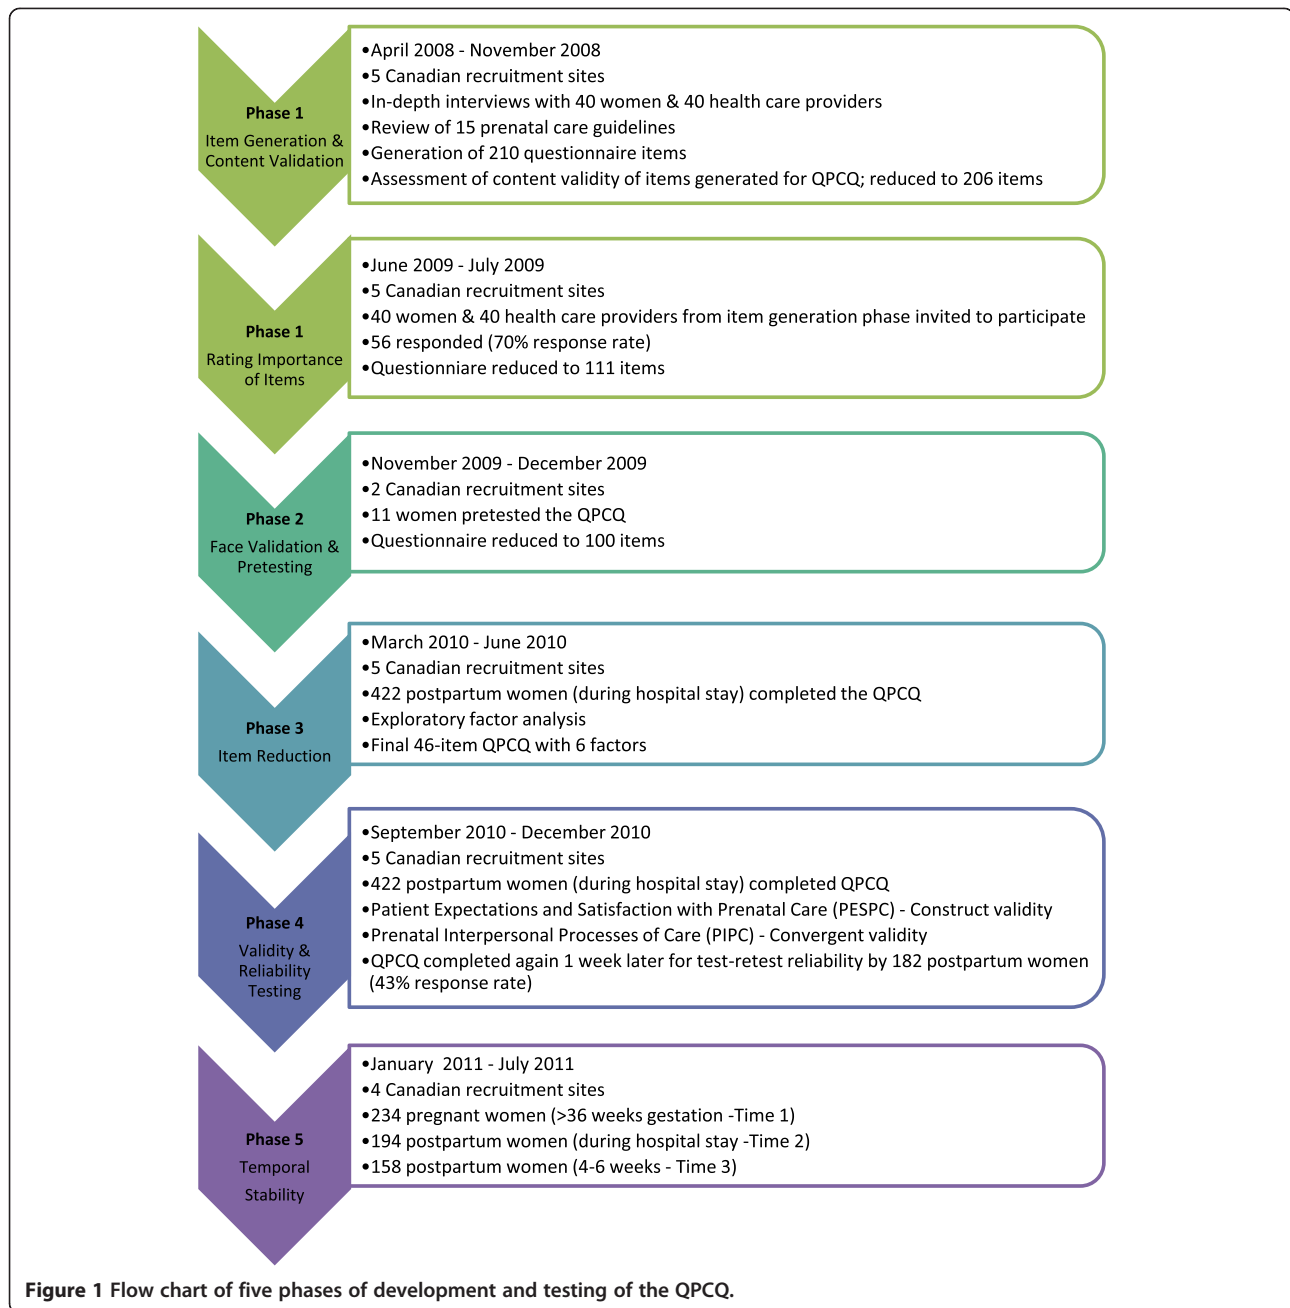 Phase 1
Item Generation &
Content Validation
•April 2008 - November 2008
•5 Canadian recruitment sites
•In-depth interviews with 40 women & 40 health care providers
•Review of 15 prenatal care guidelines
•Generation of 210 questionnaire items
•Assessment of content validity of items generated for QPCQ; reduced to 206 items
Phase 1
Rating Importance
of Items
•June 2009 - July 2009
•5 Canadian recruitment sites
•40 women & 40 health care providers from item generation phase invited to participate
•56 responded (70% response rate)
•Questionniare reduced to 111 items
Phase 2
Face Validation &
Pretesting
•November 2009 - December 2009
•2 Canadian recruitment sites
•11 women pretested the QPCQ
•Questionnaire reduced to 100 items
Phase 3
Item Reduction
•March 2010 - June 2010
•5 Canadian recruitment sites
•422 postpartum women (during hospital stay) completed the QPCQ
•Exploratory factor analysis
•Final 46-item QPCQ with 6 factors
Phase 4
Validity &
Reliability
Testing
•September 2010 - December 2010
•5 Canadian recruitment sites
•422 postpartum women (during hospital stay) completed QPCQ
•Patient Expectations and Satisfaction with Prenatal Care (PESPC) - Construct validity
•Prenatal Interpersonal Processes of Care (PIPC) - Convergent validity
•QPCQ completed again 1 week later for test-retest reliability by 182 postpartum women
(43% response rate)
Phase 5
Temporal
Stability
•January  2011 - July 2011
•4 Canadian recruitment sites
•234 pregnant women (>36 weeks gestation -Time 1)
•194 postpartum women (during hospital stay -Time 2)
•158 postpartum women (4-6 weeks - Time 3)
Figure 1 Flow chart of five phases of development and testing of the QPCQ.